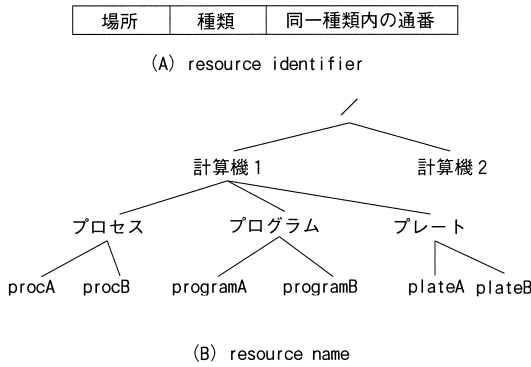 場所 種類 同一種類内の通番
(A) resource identifier
/
計算機1 計算機2
プロセス プログラム プレート
procA procB programA programB plateA plateB
(B) resource name